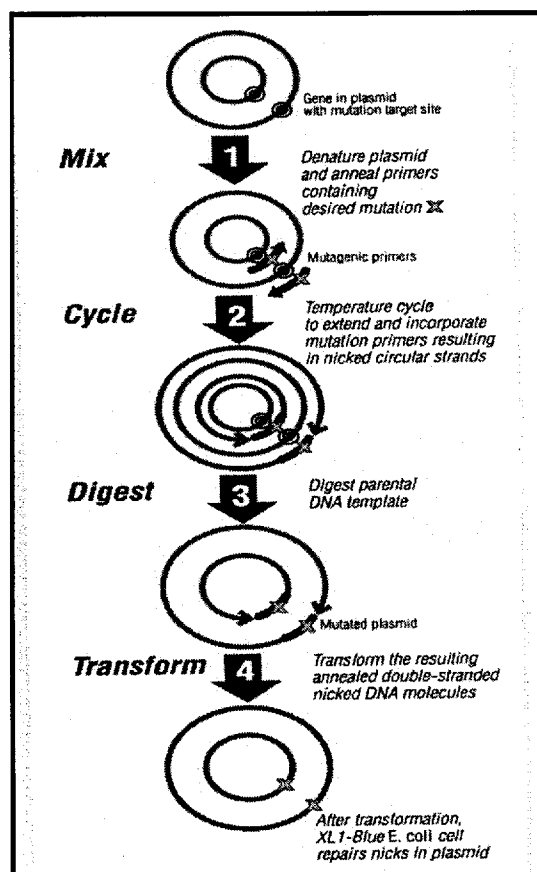 Gene in plasmid
with mutation target site
Mix
1
Denature plasmid
and anneal primers
containing
desired mutation
Mutagenic primers
Cycle
2
Temperature cycle
to extend and incorporate
mutation primers resulting
in nicked circular strands
Digest
3
Digest parental
DNA template
Mutated plasmid
Transform
4
Transform the resulting
annealed double-stranded
nicked DNA molecules
After transformation,
XL1-Blue E. coli cell
repairs nicks in plasmid